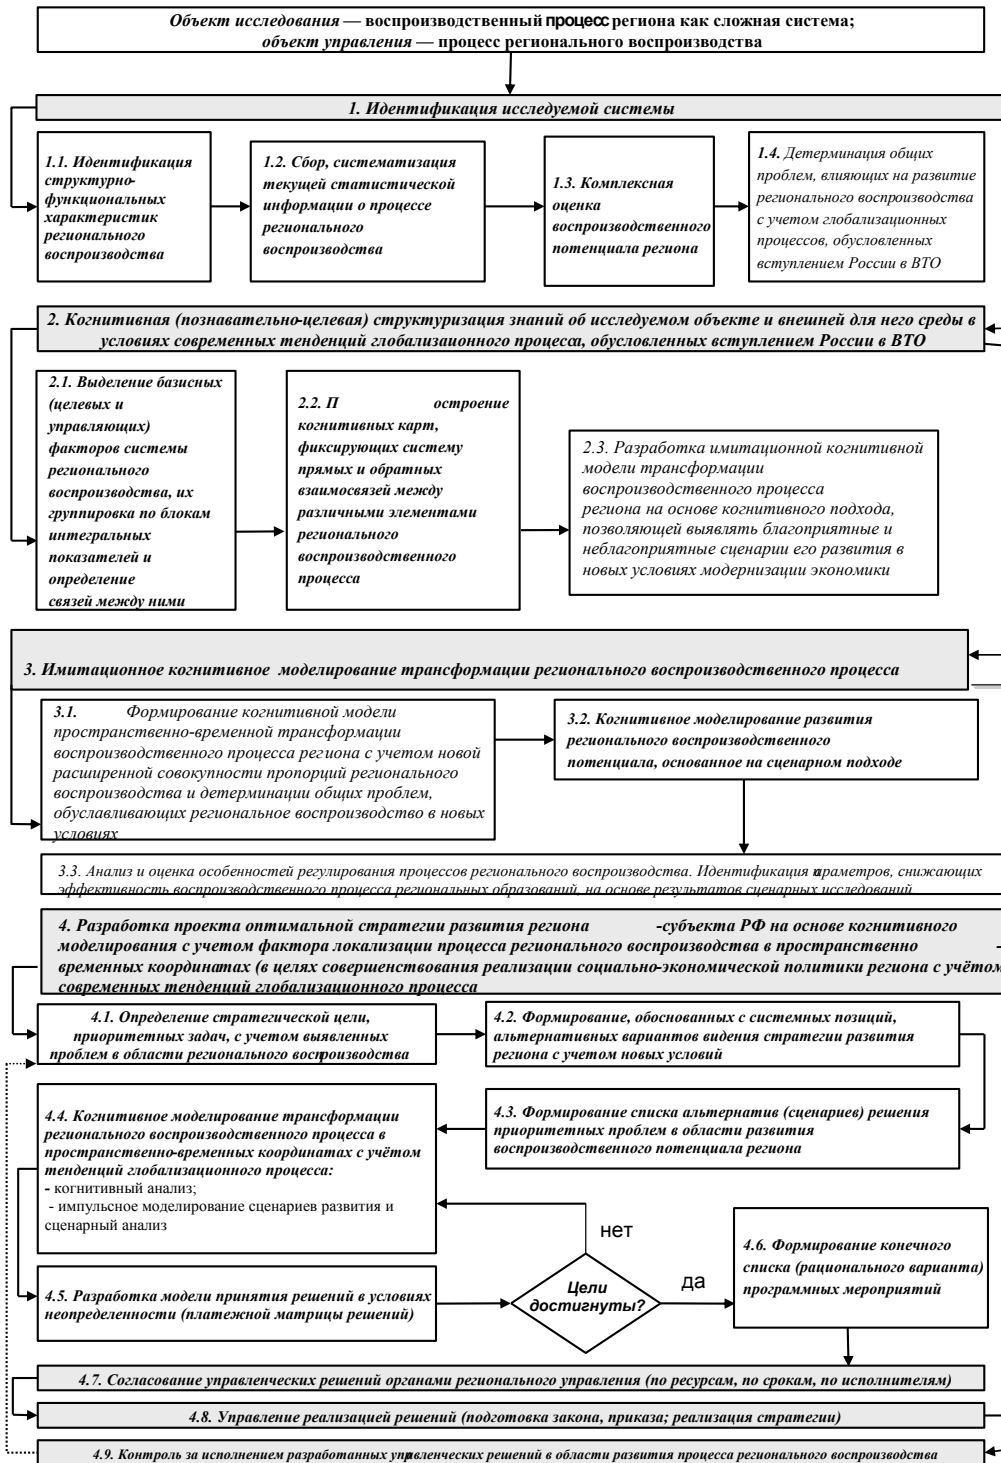 Объект исследования — воспроизводственный процесс региона как сложная система;
объект управления — процесс регионального воспроизводства
1. Идентификация исследуемой системы
1.1. Идентификация
структурно-
функциональных
характеристик
регионального
воспроизводства
1.2. Сбор, систематизация
текущей статистической
информации о процессе
регионального
воспроизводства
1.3. Комплексная
оценка
воспроизводственного
потенциала региона
1.4. Детерминация общих
проблем, влияющих на развитие
регионального воспроизводства
с учетом глобализационных
процессов, обусловленных
вступлением России в ВТО
2. Когнитивная (познавательно-целевая) структуризация знаний об исследуемом объекте и внешней для него среды в
условиях современных тенденций глобализаионного процесса, обусловленных вступлением России в ВТО
2.1. Выделение базисных
(целевых и
управляющих)
факторов системы
регионального
воспроизводства, их
группировка по блокам
интегральных
показателей и
определение
связей между ними
2.2. П остроение
когнитивных карт,
фиксирующих систему
прямых и обратных
взаимосвязей между
различными элементами
регионального
воспроизводственного
процесса
2.3. Разработка имитационной когнитивной
модели трансформации
воспроизводственного процесса
региона на основе когнитивного подхода,
позволяющей выявлять благоприятные и
неблагоприятные сценарии его развития в
новых условиях модернизации экономики
3. Имитационное когнитивное моделирование трансформации регионального воспроизводственного процесса
3.1. Формирование когнитивной модели
пространственно-временной трансформации
воспроизводственного процесса региона с учетом новой
расширенной совокупности пропорций регионального
воспроизводства и детерминации общих проблем,
обуславливающих региональное воспроизводство в новых
условиях
3.2. Когнитивное моделирование развития
регионального воспроизводственного
потенциала, основанное на сценарном подходе
3.3. Анализ и оценка особенностей регулирования процессов регионального воспроизводства. Идентификация параметров, снижающих
эффективность воспроизводственного процесса региональных образований, на основе результатов сценарных исследований
4. Разработка проекта оптимальной стратегии развития региона -субъекта РФ на основе когнитивного
моделирования с учетом фактора локализации процесса регионального воспроизводства в пространственно -
временных координатах (в целях совершенствования реализации социально-экономической политики региона с учётом
современных тенденций глобализационного процесса
4.1. Определение стратегической цели,
приоритетных задач, с учетом выявленных
проблем в области регионального воспроизводства
4.2. Формирование, обоснованных с системных позиций,
альтернативных вариантов видения стратегии развития
региона с учетом новых условий
4.4. Когнитивное моделирование трансформации
регионального воспроизводственного процесса в
пространственно-временных координатах с учётом
тенденций глобализационного процесса:
- когнитивный анализ;
- импульсное моделирование сценариев развития и
сценарный анализ
4.3. Формирование списка альтернатив (сценариев) решения
приоритетных проблем в области развития
воспроизводственного потенциала региона
нет
4.5. Разработка модели принятия решений в условиях
неопределенности (платежной матрицы решений)
Цели
достигнуты?
да
4.6. Формирование конечного
списка (рационального варианта)
программных мероприятий
4.7. Согласование управленческих решений органами регионального управления (по ресурсам, по срокам, по исполнителям)
4.8. Управление реализацией решений (подготовка закона, приказа; реализация стратегии)
4.9. Контроль за исполнением разработанных управленческих решений в области развития процесса регионального воспроизводства